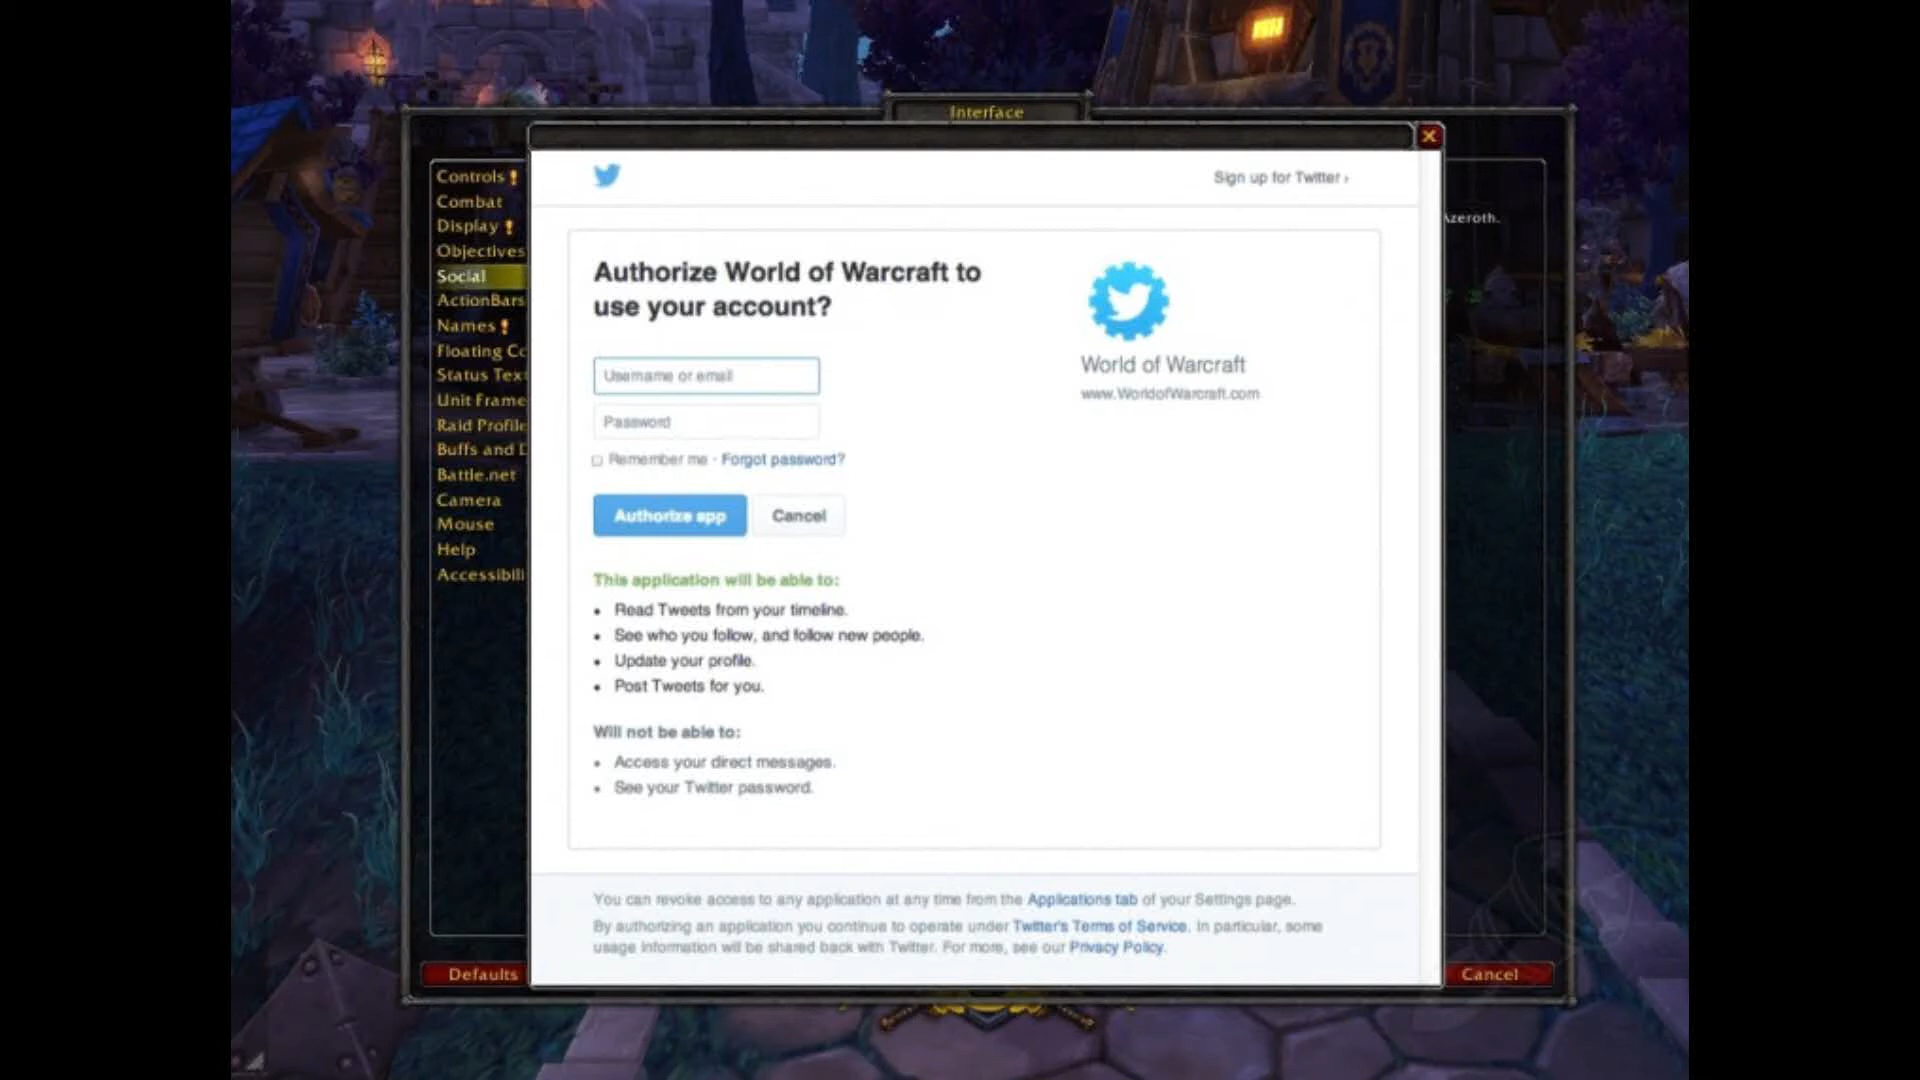 Interface
Sign up for Twitter ›
Controls !
Combat
Display !
Objectives
Social
ActionBars
Names !
Floating Co
Status Text
Unit Frame
Raid Profile
Buffs and D
Battle.net
Camera
Mouse
Help
Accessibili
Azeroth.
Authorize World of Warcraft to
use your account?
Username or email
Password
Remember me · Forgot password?
Authorize app
Cancel
World of Warcraft
www.WorldofWarcraft.com
This application will be able to:
• Read Tweets from your timeline.
• See who you follow, and follow new people.
• Update your profile.
• Post Tweets for you.
Will not be able to:
• Access your direct messages.
• See your Twitter password.
You can revoke access to any application at any time from the Applications tab of your Settings page.
By authorizing an application you continue to operate under Twitter's Terms of Service. In particular, some
usage information will be shared back with Twitter. For more, see our Privacy Policy.
Defaults
Cancel